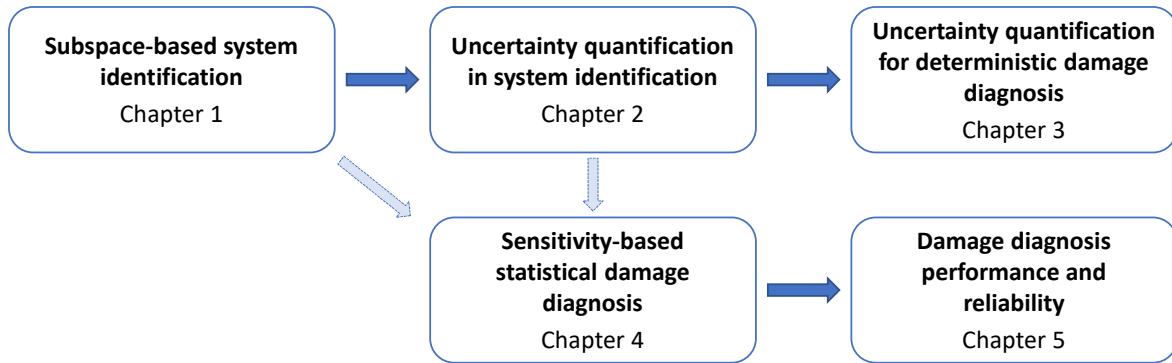 Subspace-based system
identification
Chapter 1
Uncertainty quantification
in system identification
Chapter 2
Uncertainty quantification
for deterministic damage
diagnosis
Chapter 3
Sensitivity-based
statistical damage
diagnosis
Chapter 4
Damage diagnosis
performance and
reliability
Chapter 5